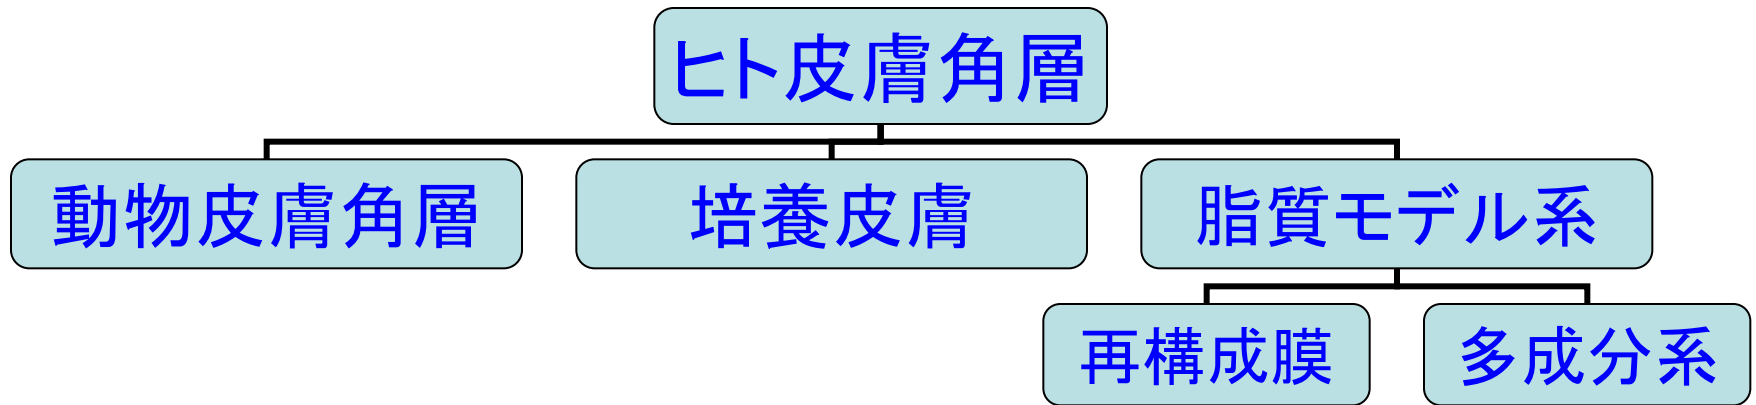 ヒト皮膚角層
動物皮膚角層
培養皮膚
脂質モデル系
再構成膜
多成分系